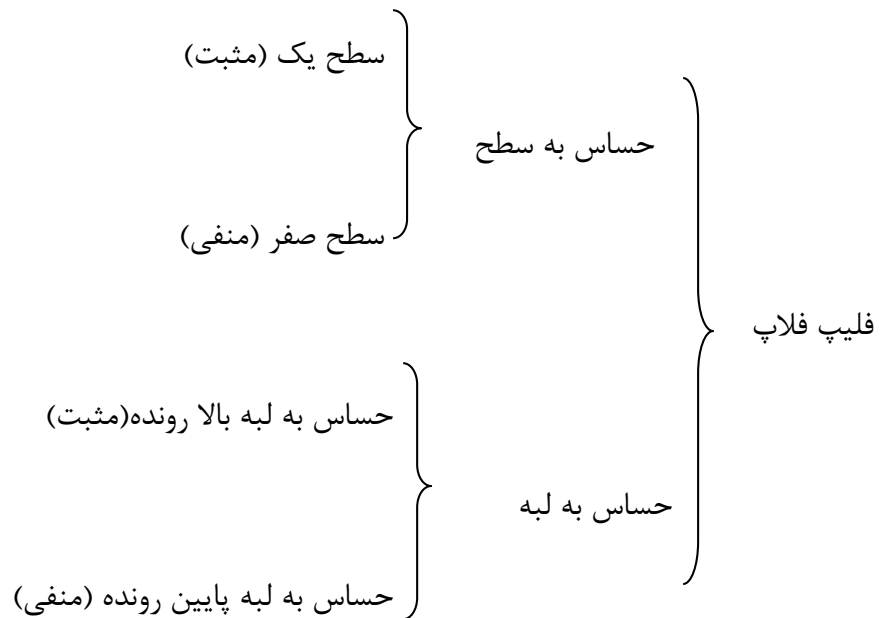 سطح یک (مثبت)
حساس به سطح
سطح صفر (منفی)
فلیپ فلاپ
حساس به لبه بالا رونده(مثبت)
حساس به لبه
حساس به لبه پایین رونده (منفی)